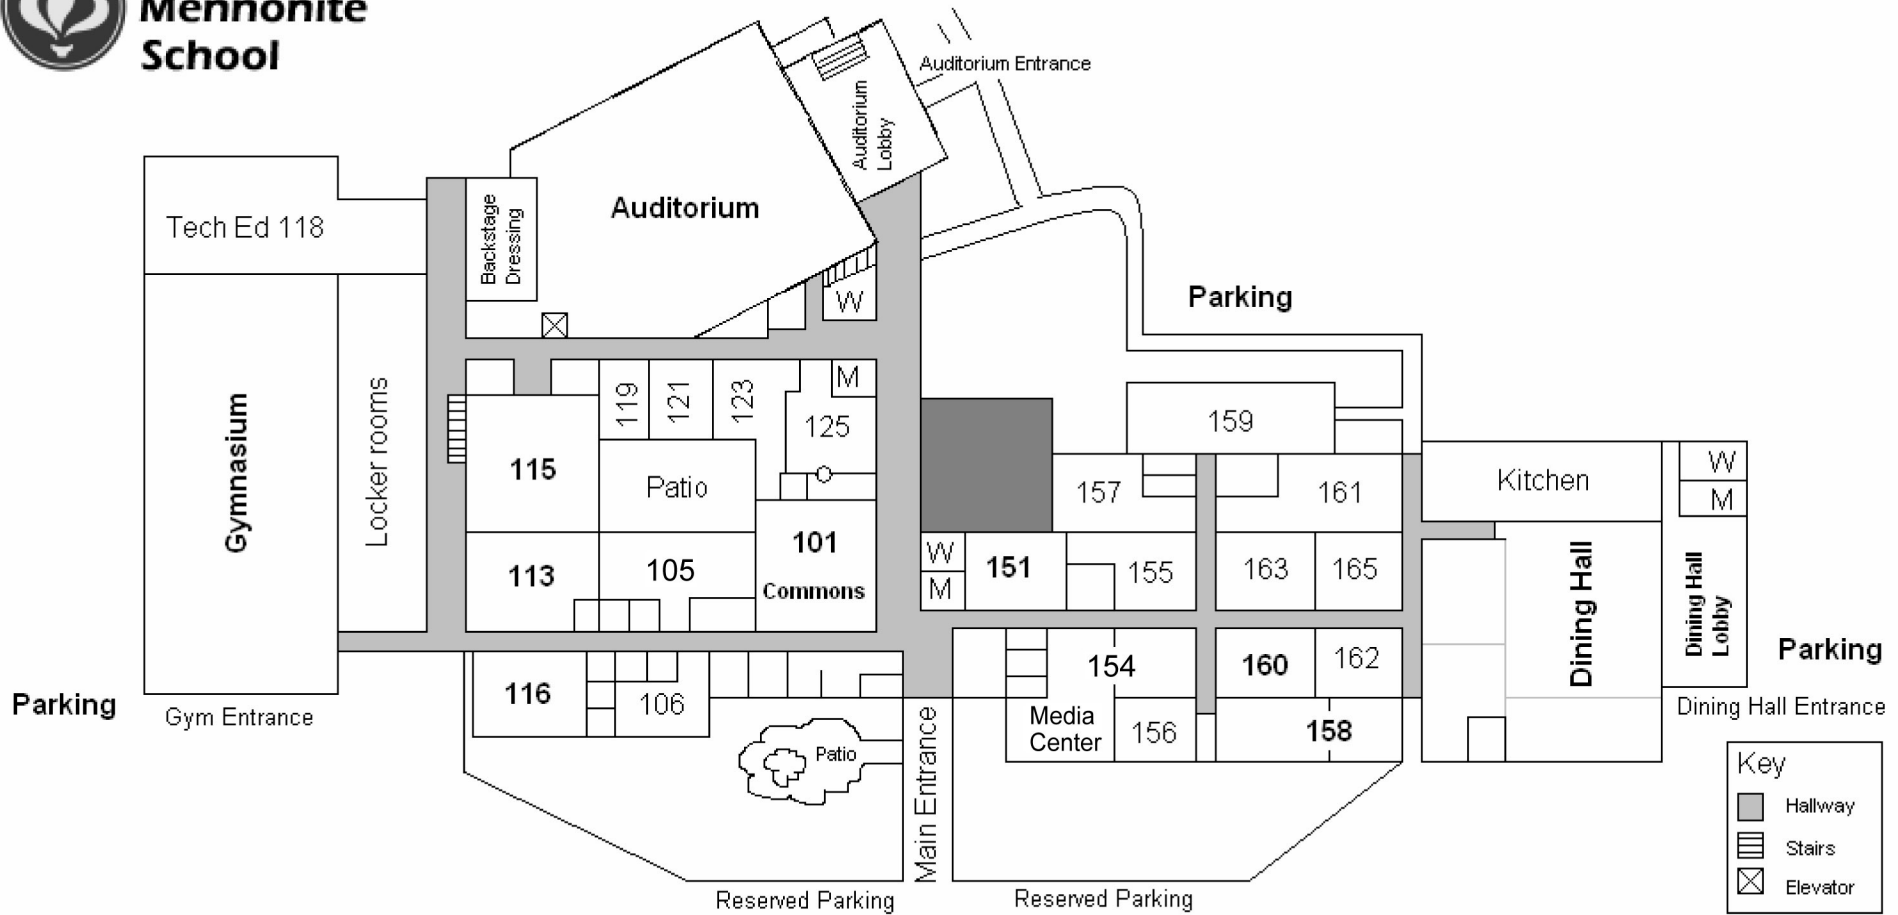 Mennonite
School
Auditorium Entrance
Auditorium
Lobby
Tech Ed 118
Backstage
Dressing
Auditorium
W
Parking
Gymnasium
Locker rooms
119
121
123
M
125
159
115
Patio
157
161
Kitchen
W
M
113
105
101
Commons
W
M
151
155
163
165
Dining Hall
Dining Hall
Lobby
116
106
154
160
162
Parking
Parking
Gym Entrance
Patio
Main Entrance
Media
Center
156
158
Dining Hall Entrance
Key
Hallway
Stairs
Elevator
Reserved Parking
Reserved Parking